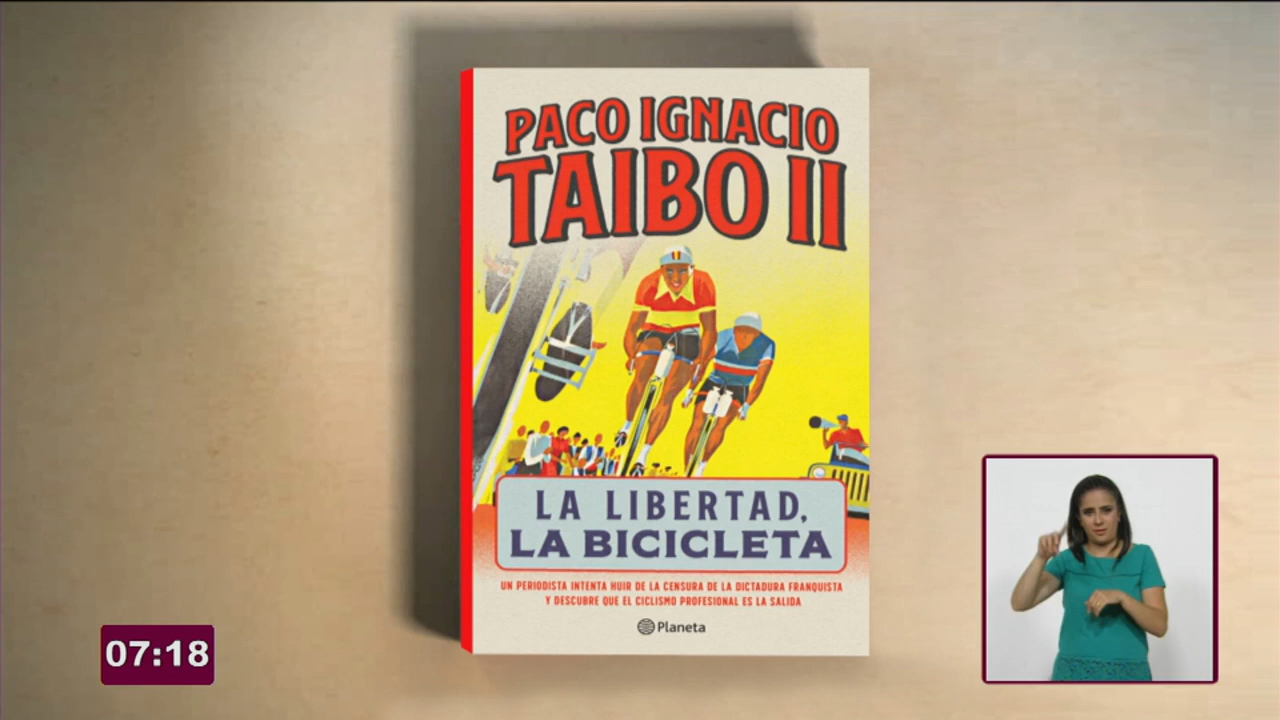 PACO IGNACIO
TAIBO II
LA LIBERTAD,
LA BICICLETA
UN PERIODISTA INTENTA HUIR DE LA CENSURA DE LA DICTADURA FRANQUISTA
Y DESCUBRE QUE EL CICLISMO PROFESIONAL ES LA SALIDA
Planeta
07:18